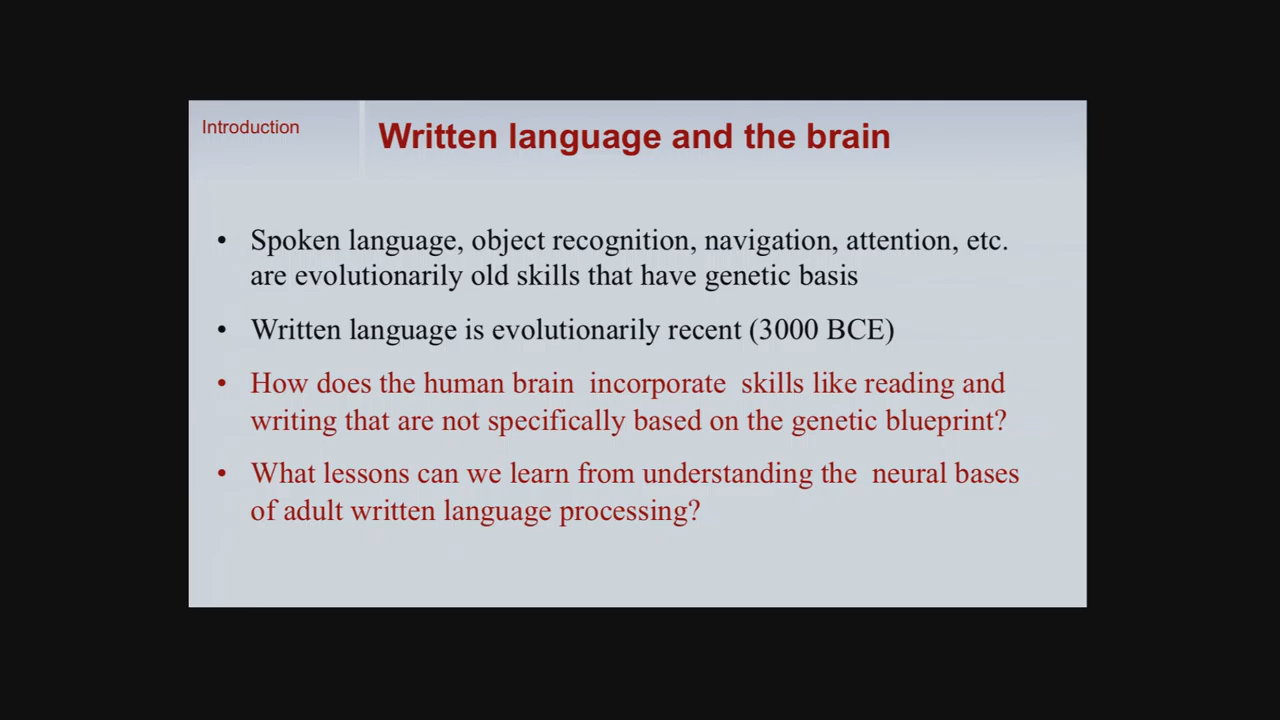 Introduction
Written language and the brain
• Spoken language, object recognition, navigation, attention, etc.
are evolutionarily old skills that have genetic basis
• Written language is evolutionarily recent (3000 BCE)
• How does the human brain incorporate skills like reading and
writing that are not specifically based on the genetic blueprint?
• What lessons can we learn from understanding the neural bases
of adult written language processing?